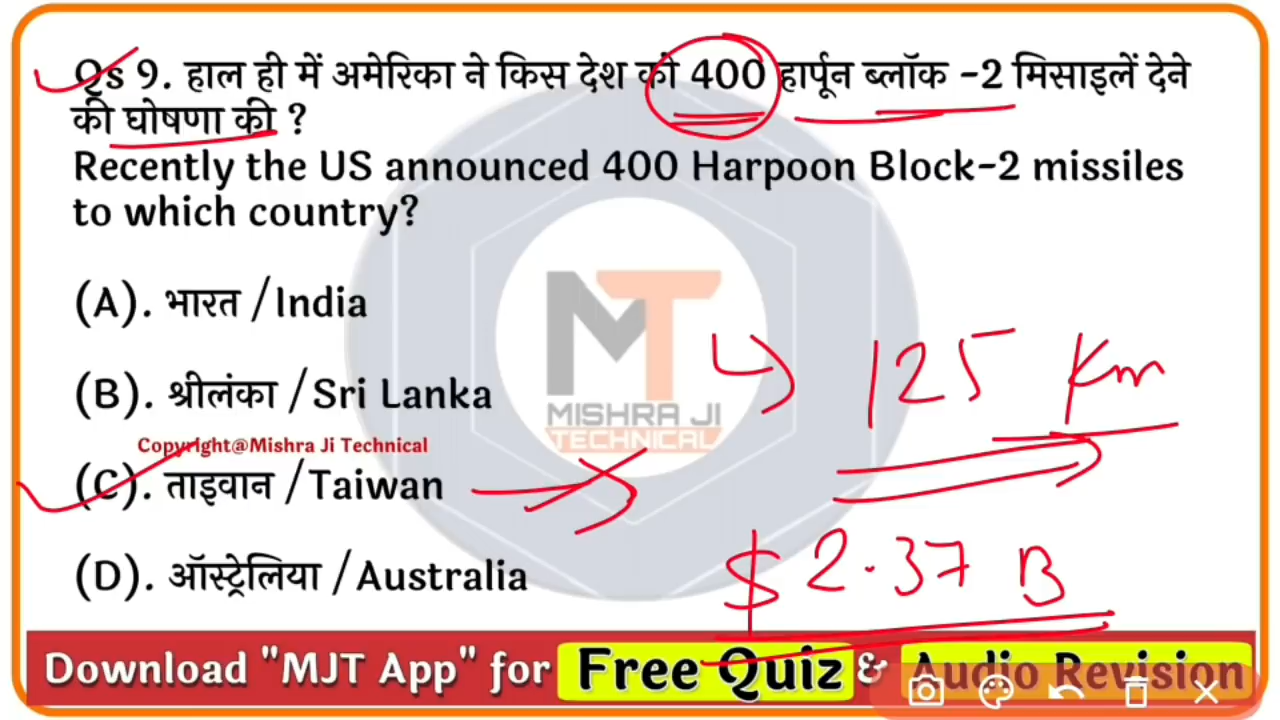 Qs 9. हाल ही में अमेरिका ने किस देश को 400 हार्पून ब्लॉक -2 मिसाइलें देने
की घोषणा की ?
Recently the US announced 400 Harpoon Block-2 missiles
to which country?
(A). भारत / India
(B). श्रीलंका / Sri Lanka
Copyright@Mishra Ji Technical
(C). ताइवान / Taiwan
(D). ऑस्ट्रेलिया / Australia
MT
MISHRA JI
TECHNICAL
125 Km
$ 2.37 B
Download "MJT App" for Free Quiz & Audio Revision